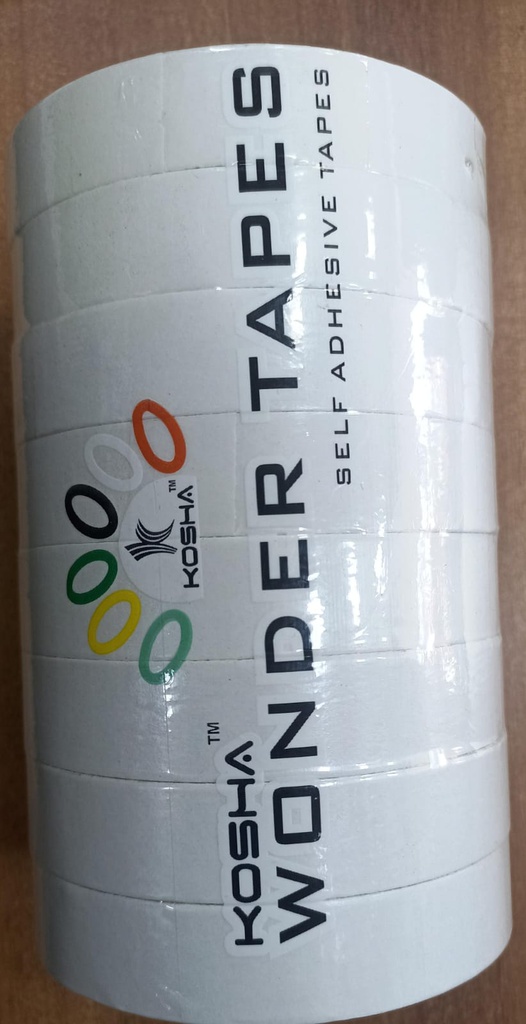 KOSHA™
KOSHA™
WONDER TAPES
SELF ADHESIVE TAPES